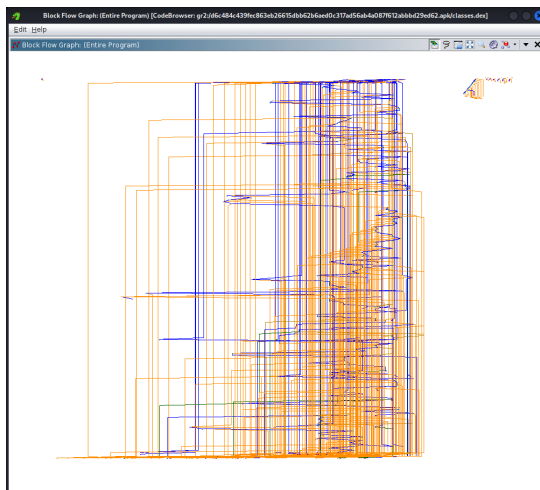 Block Flow Graph: (Entire Program) [CodeBrowser: gr2:/d6c484c439fec863eb26615dbb62b6aed0c317ad56ab4a087f612abbbd29ed62.apk/classes.dex]
Edit Help
Block Flow Graph: (Entire Program)